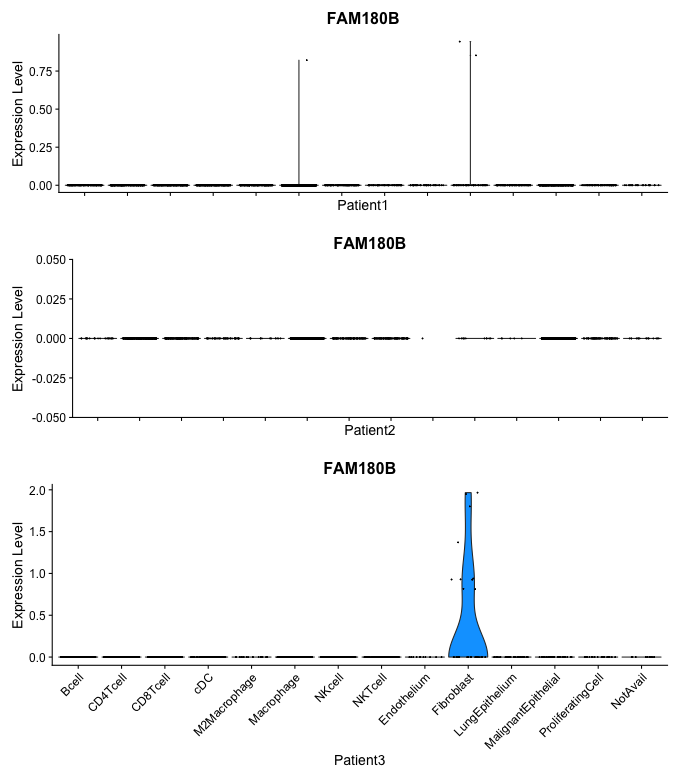 FAM180B
Expression Level
0.75
0.50
0.25
0.00
Patient1
FAM180B
Expression Level
0.050
0.025
0.000
-0.025
-0.050
Patient2
FAM180B
Expression Level
2.0
1.5
1.0
0.5
0.0
Bcell
CD4Tcell
CD8Tcell
cDC
M2Macrophage
Macrophage
NKcell
NKTcell
Endothelium
Fibroblast
LungEpithelium
MalignantEpithelial
ProliferatingCell
NotAvail
Patient3